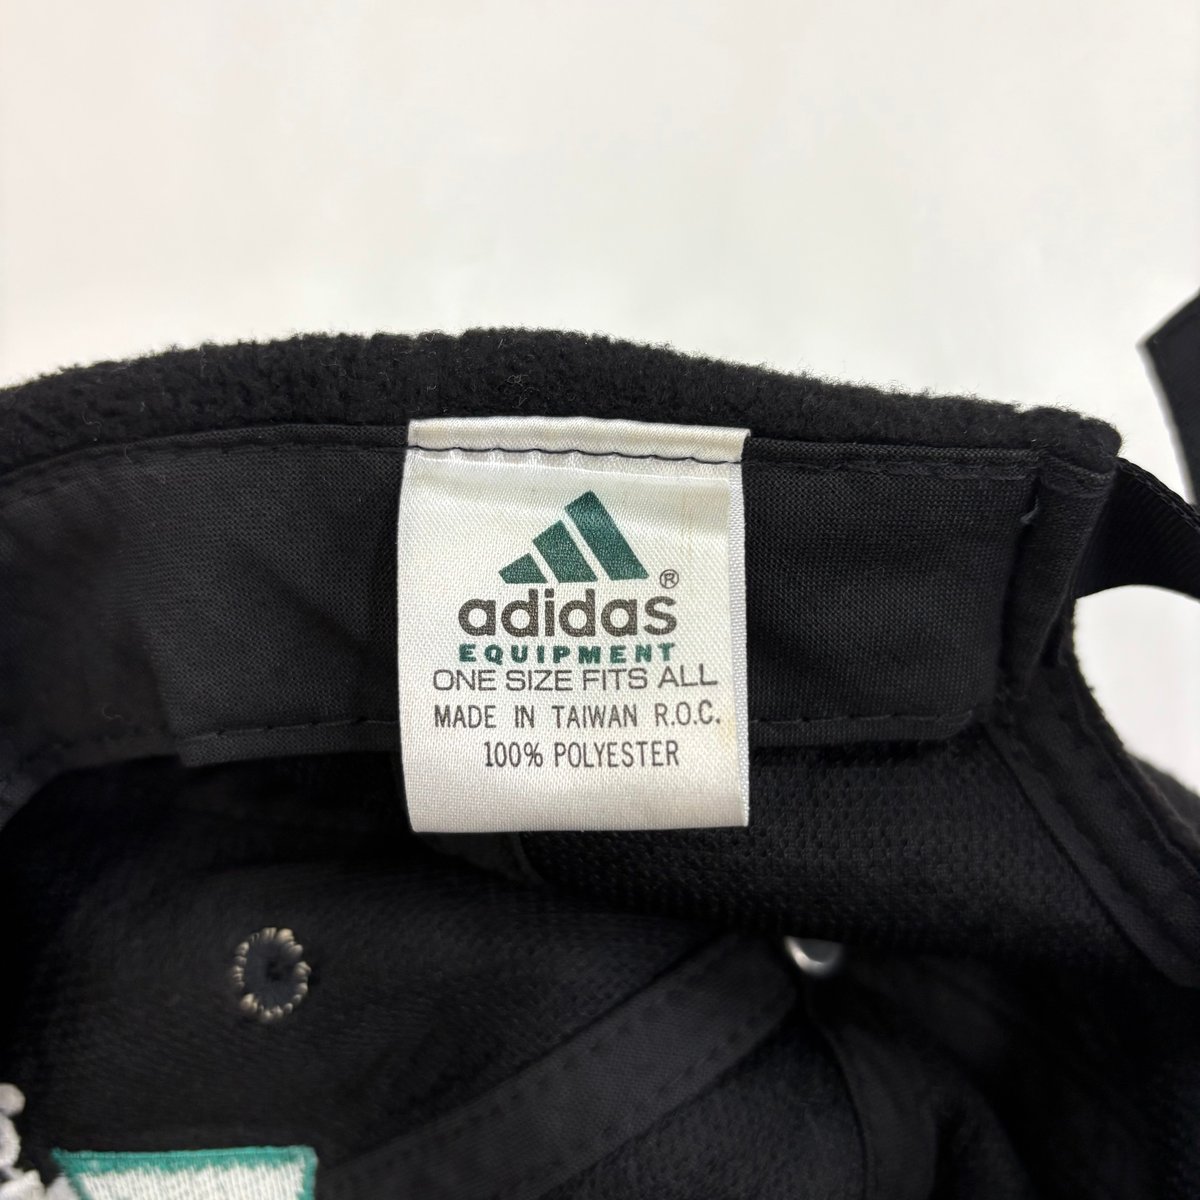 adidas®
EQUIPMENT
ONE SIZE FITS ALL
MADE IN TAIWAN R.O.C.
100% POLYESTER